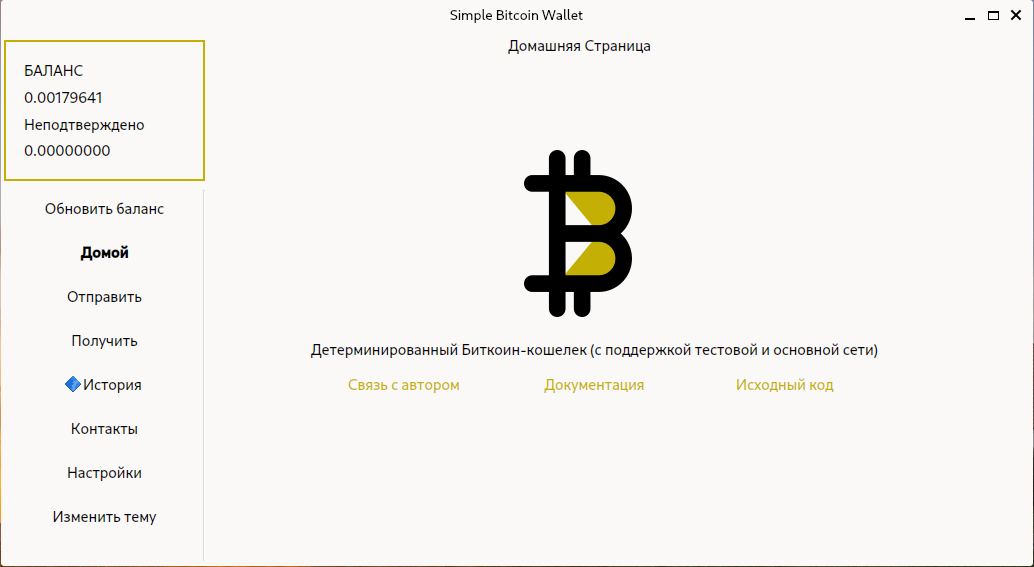 Simple Bitcoin Wallet
Домашняя Страница
БАЛАНС
0.00179641
Неподтверждено
0.00000000
Обновить баланс
Домой
Отправить
Получить
История
Контакты
Настройки
Изменить тему
Детерминированный Биткоин-кошелек (с поддержкой тестовой и основной сети)
Связь с автором Документация Исходный код